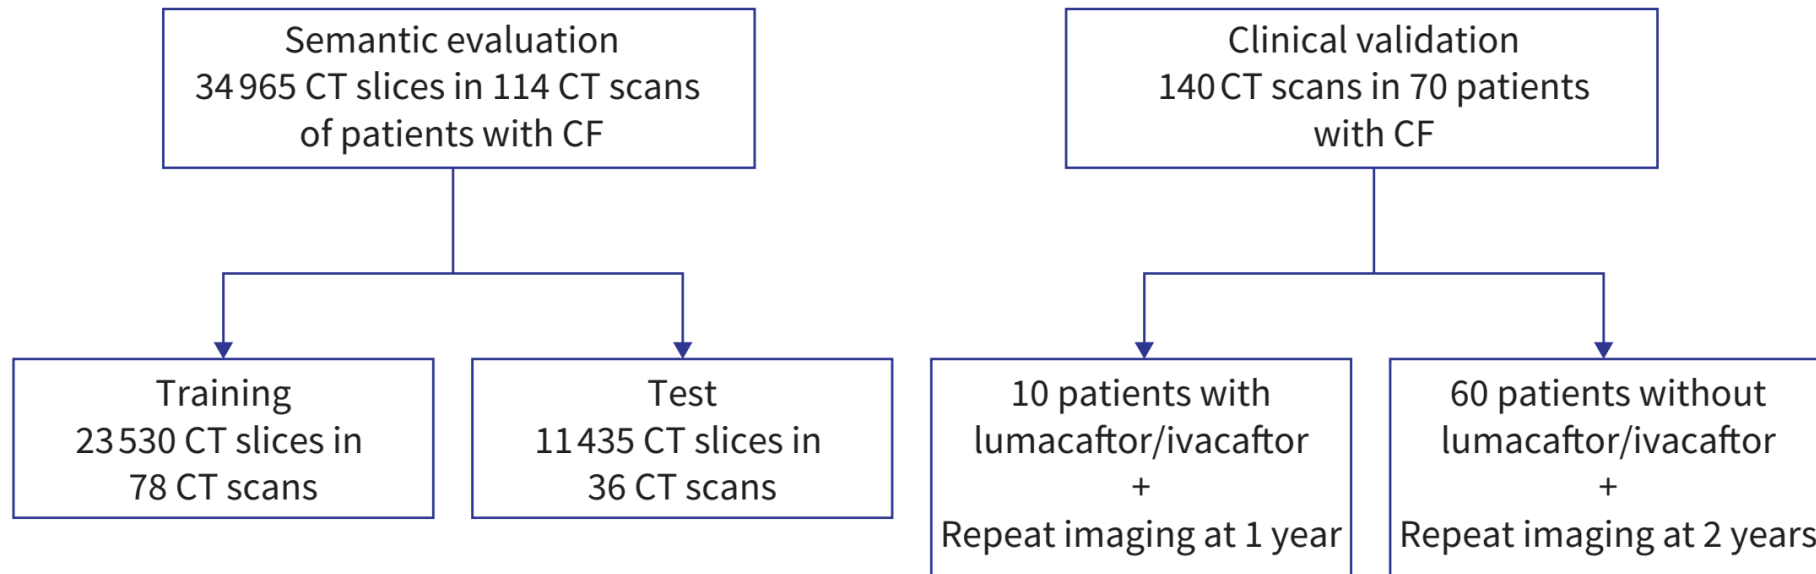 Semantic evaluation
34 965 CT slices in 114 CT scans
of patients with CF
Clinical validation
140 CT scans in 70 patients
with CF
Training
23 530 CT slices in
78 CT scans
Test
11 435 CT slices in
36 CT scans
10 patients with
lumacaftor/ivacaftor
+
Repeat imaging at 1 year
60 patients without
lumacaftor/ivacaftor
+
Repeat imaging at 2 years